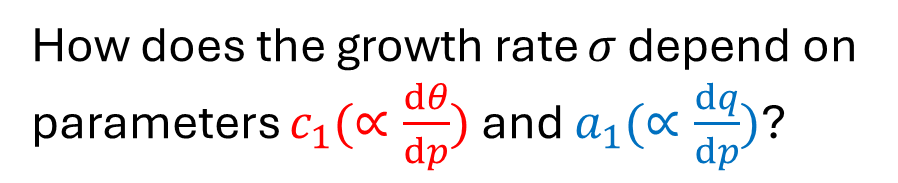 How does the growth rate σ depend on
parameters c₁(∝ dθ/dp) and a₁(∝ dq/dp)?